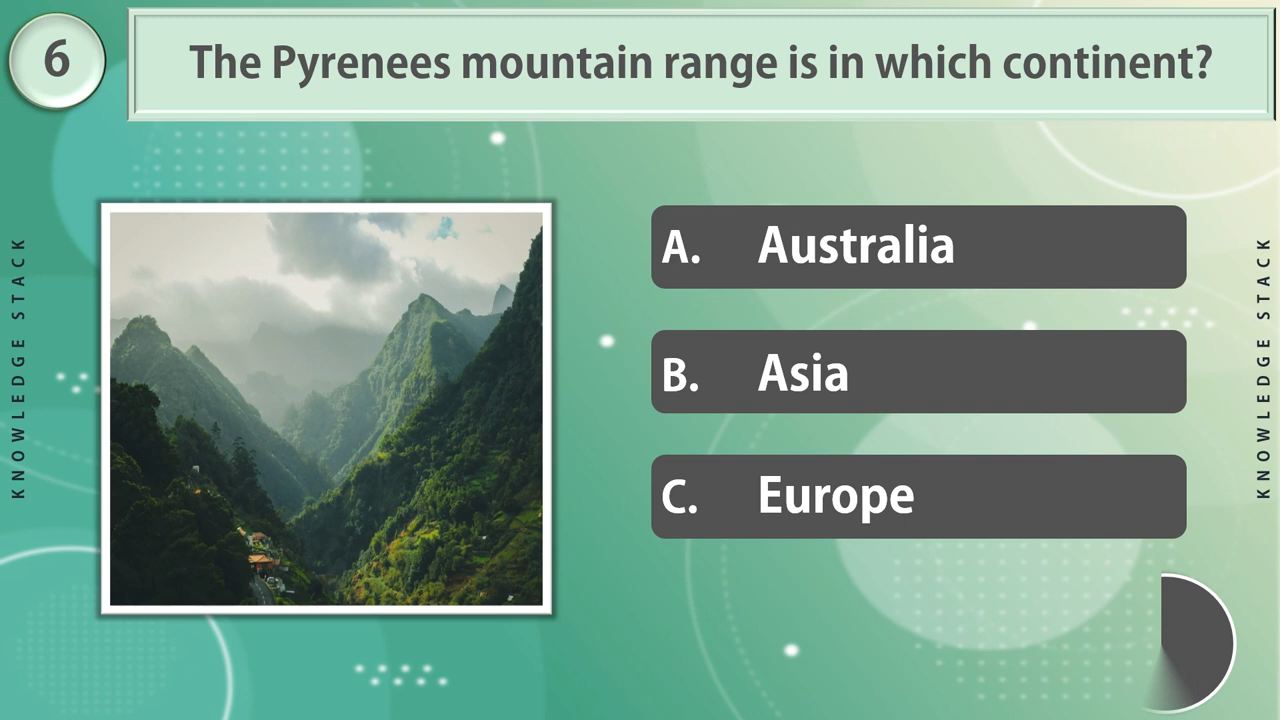 6
The Pyrenees mountain range is in which continent?
KNOWLEDGE STACK
A. Australia
B. Asia
C. Europe
KNOWLEDGE STACK